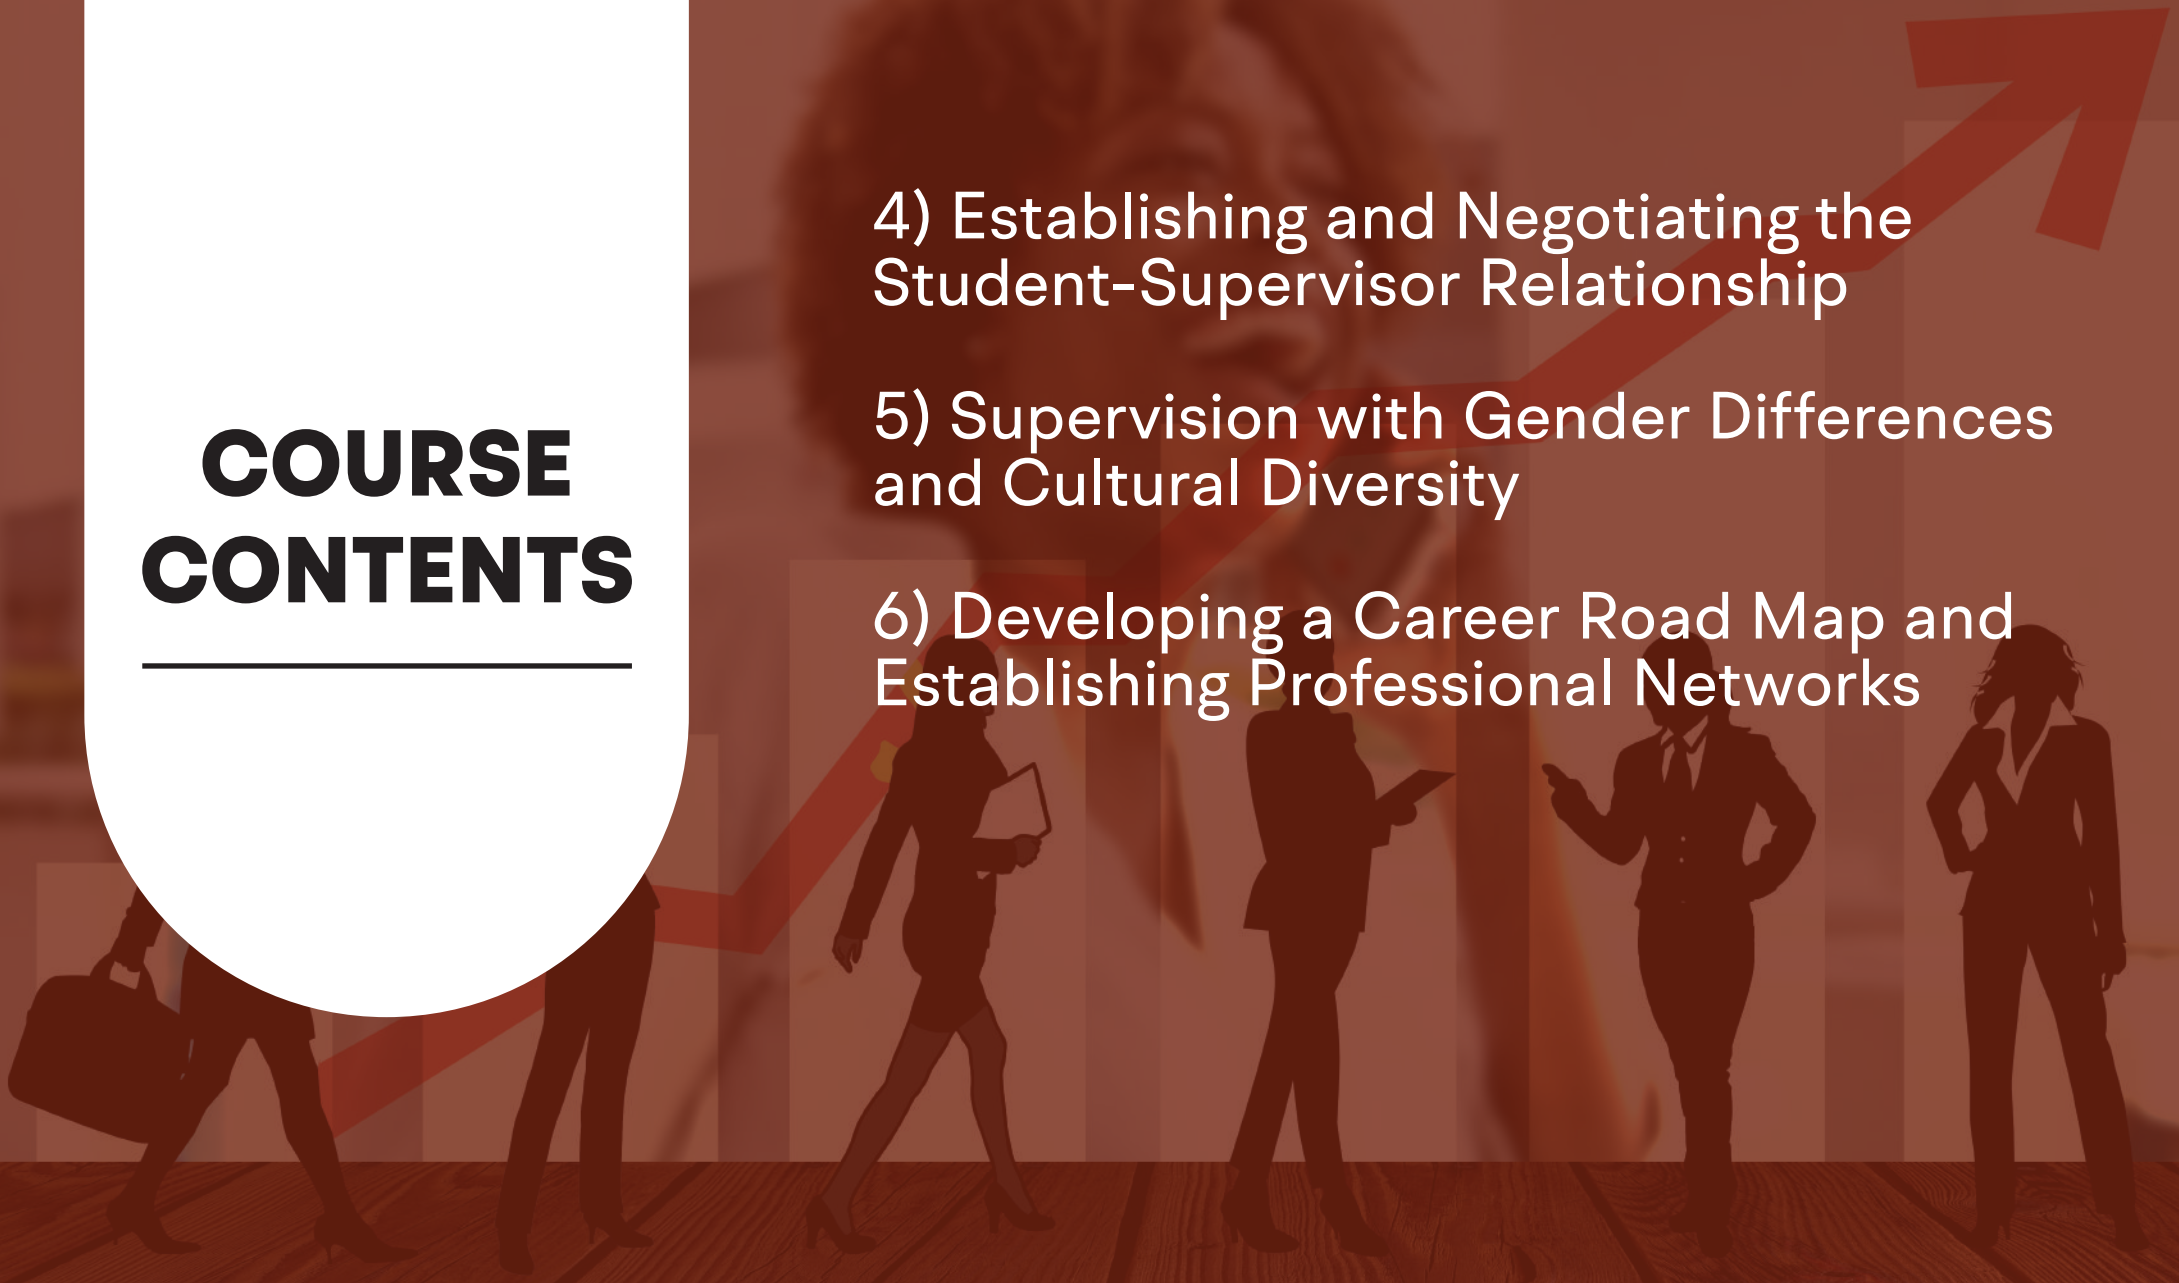 COURSE
CONTENTS
4) Establishing and Negotiating the
Student-Supervisor Relationship
5) Supervision with Gender Differences
and Cultural Diversity
6) Developing a Career Road Map and
Establishing Professional Networks